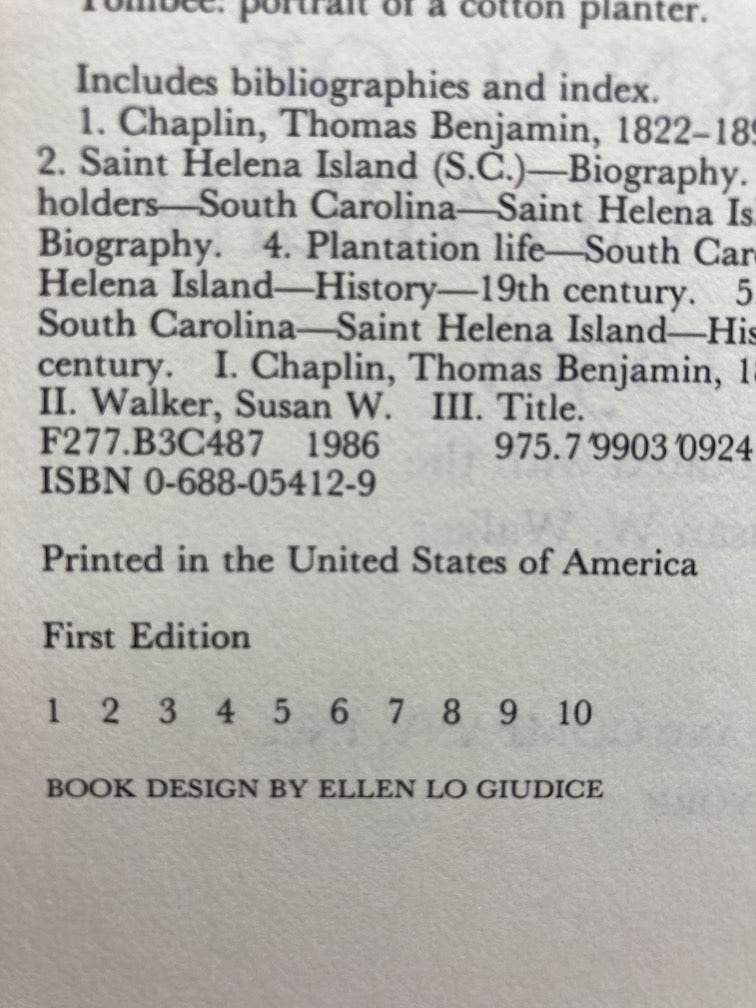 Tombee: portrait of a cotton planter.
Includes bibliographies and index.
1. Chaplin, Thomas Benjamin, 1822–189
2. Saint Helena Island (S.C.)—Biography.
holders—South Carolina—Saint Helena Is
Biography. 4. Plantation life—South Car
Helena Island—History—19th century. 5
South Carolina—Saint Helena Island—His
century. I. Chaplin, Thomas Benjamin, 18
II. Walker, Susan W. III. Title.
F277.B3C487 1986 975.7'9903'0924
ISBN 0-688-05412-9
Printed in the United States of America
First Edition
1 2 3 4 5 6 7 8 9 10
BOOK DESIGN BY ELLEN LO GIUDICE